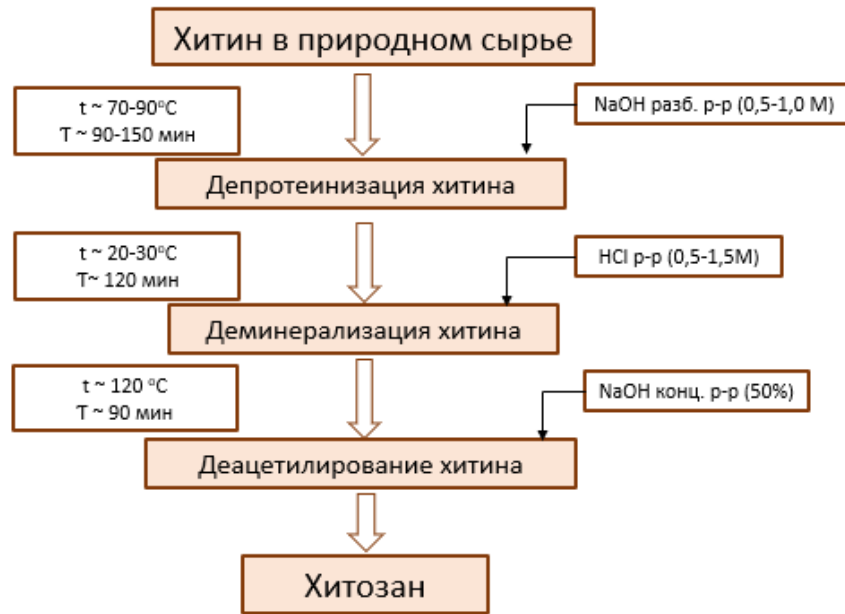 Хитин в природном сырье
t ~ 70-90°С
Т ~ 90-150 мин
NaOH разб. р-р (0,5-1,0 М)
Депротеинизация хитина
t ~ 20-30°С
Т~ 120 мин
HCl р-р (0,5-1,5М)
Деминерализация хитина
t ~ 120 °С
Т ~ 90 мин
NaOH конц. р-р (50%)
Деацетилирование хитина
Хитозан